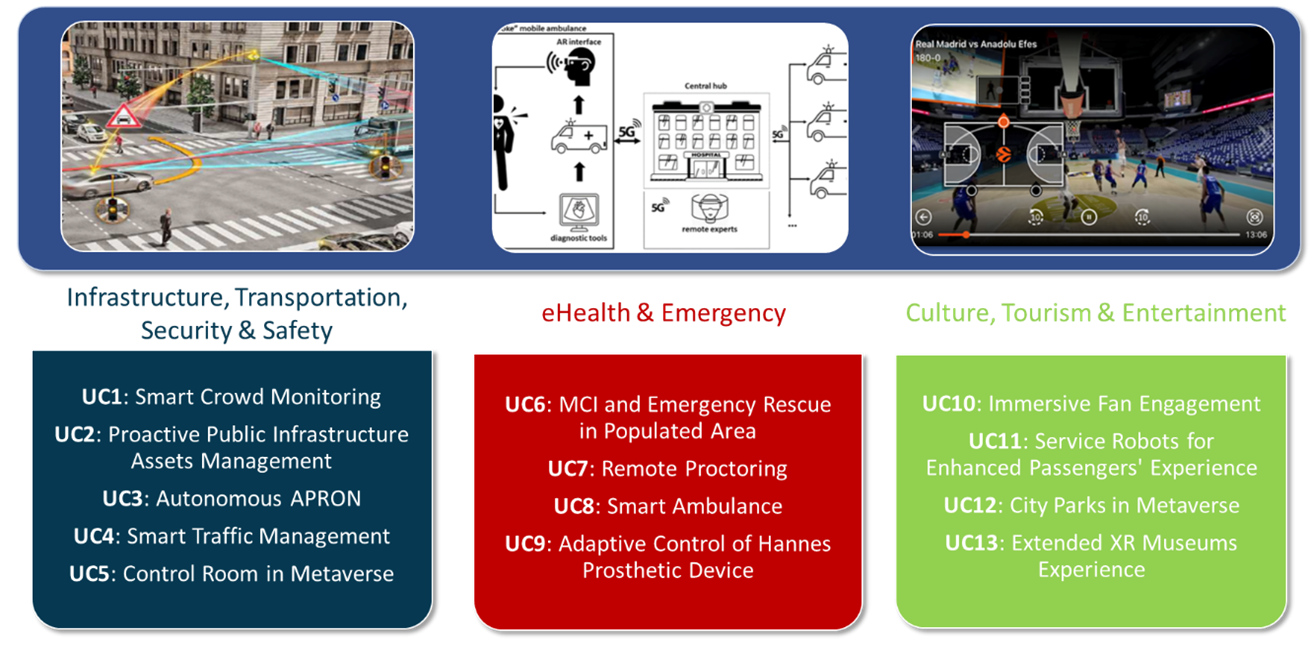 oke" mobile ambulance
AR interface
5G
diagnostic tools
Central hub
HOSPITAL
5G
remote experts
5G
...
Real Madrid vs Anadolu Efes
180-0
10
10
01:06
13:06
Infrastructure, Transportation,
Security & Safety
UC1: Smart Crowd Monitoring
UC2: Proactive Public Infrastructure
Assets Management
UC3: Autonomous APRON
UC4: Smart Traffic Management
UC5: Control Room in Metaverse
eHealth & Emergency
UC6: MCI and Emergency Rescue
in Populated Area
UC7: Remote Proctoring
UC8: Smart Ambulance
UC9: Adaptive Control of Hannes
Prosthetic Device
Culture, Tourism & Entertainment
UC10: Immersive Fan Engagement
UC11: Service Robots for
Enhanced Passengers' Experience
UC12: City Parks in Metaverse
UC13: Extended XR Museums
Experience